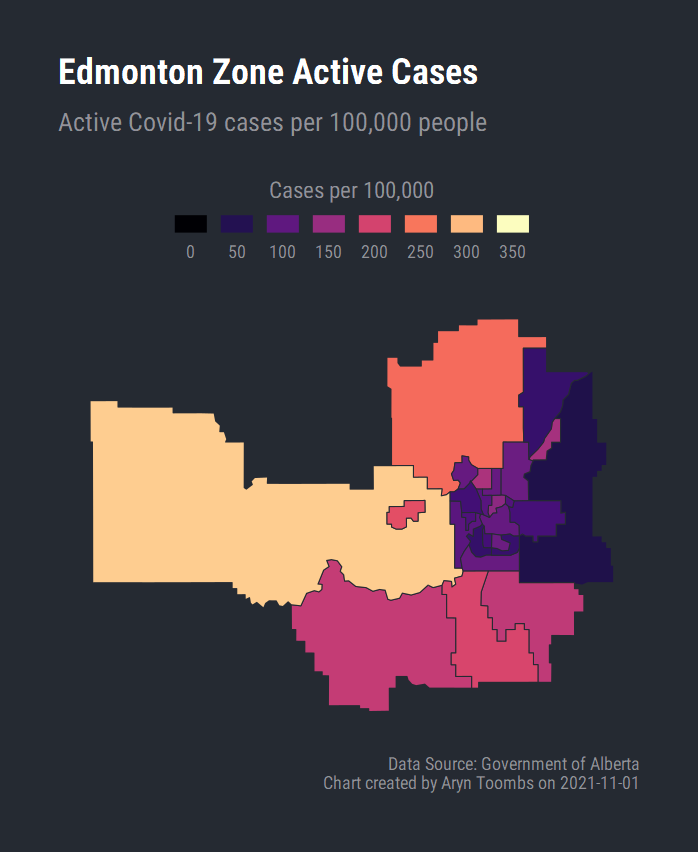 Edmonton Zone Active Cases
Active Covid-19 cases per 100,000 people
Cases per 100,000
0 50 100 150 200 250 300 350
Data Source: Government of Alberta
Chart created by Aryn Toombs on 2021-11-01